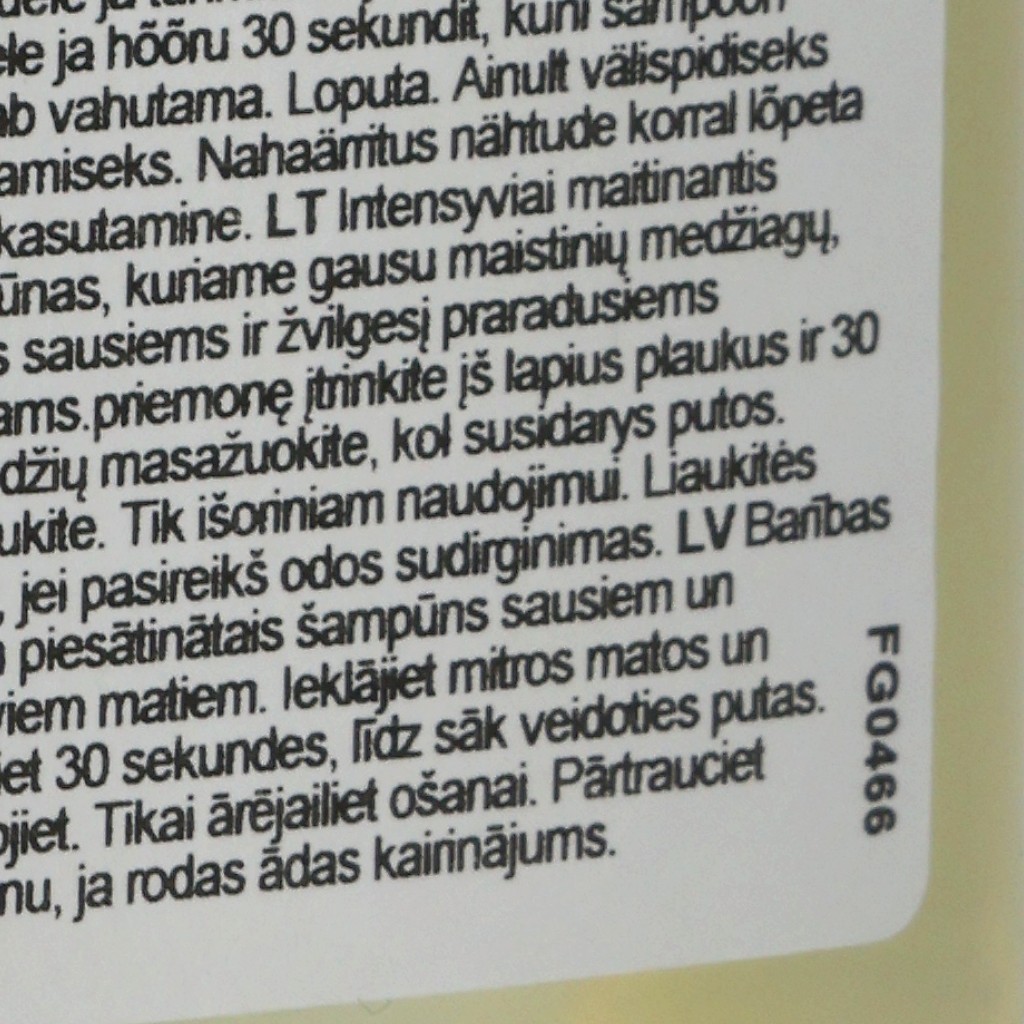 ele ja hõõru 30 sekundit, kuni šampoon
ab vahutama. Loputa. Ainult välispidiseks
amiseks. Nahaärritus nähtude korral lõpeta
kasutamine. LT Intensyviai maitinantis
ūnas, kuriame gausu maistinių medžiagų,
s sausiems ir žvilgesį praradusiems
ams.priemonę įtrinkite įš lapius plaukus ir 30
džių masažuokite, kol susidarys putos.
ukite. Tik išoriniam naudojimui. Liaukitės
, jei pasireikš odos sudirginimas. LV Barības
piesātinātais šampūns sausiem un
viem matiem. Ieklājiet mitros matos un
iet 30 sekundes, līdz sāk veidoties putas.
ojiet. Tikai ārējailiet ošanai. Pārtrauciet
nu, ja rodas ādas kairinājums.
FG0466